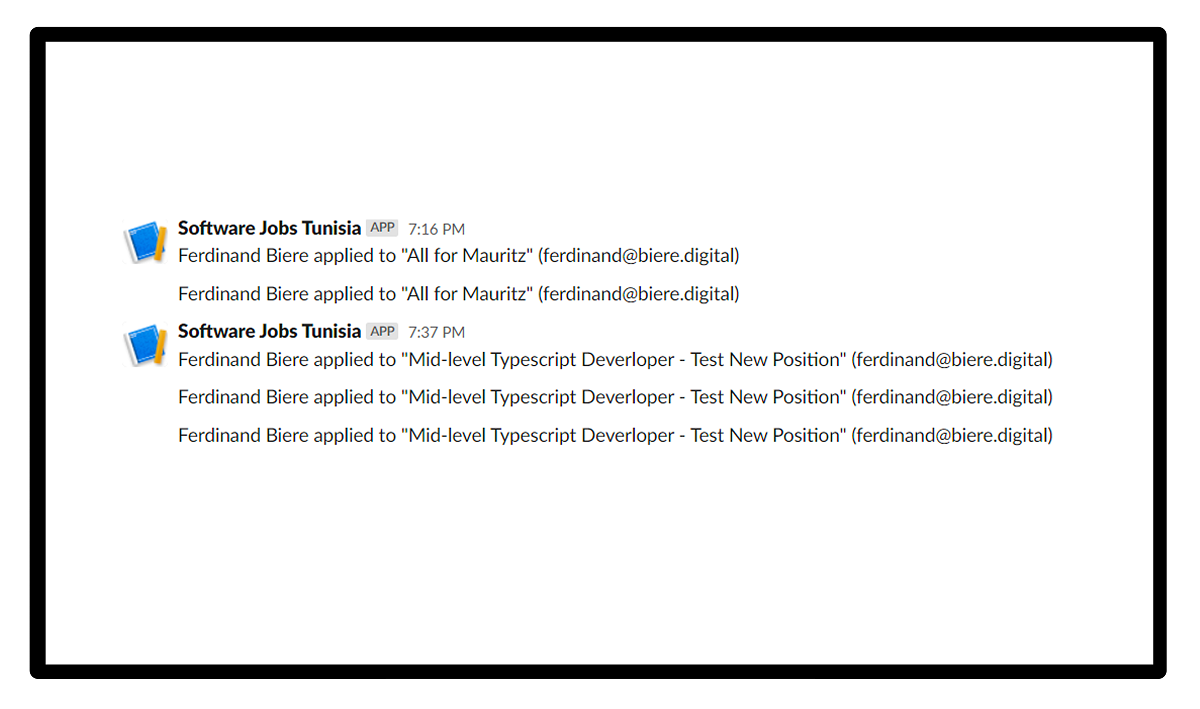 Software Jobs Tunisia APP 7:16 PM
Ferdinand Biere applied to "All for Mauritz" (ferdinand@biere.digital)
Ferdinand Biere applied to "All for Mauritz" (ferdinand@biere.digital)
Software Jobs Tunisia APP 7:37 PM
Ferdinand Biere applied to "Mid-level Typescript Deverloper - Test New Position" (ferdinand@biere.digital)
Ferdinand Biere applied to "Mid-level Typescript Deverloper - Test New Position" (ferdinand@biere.digital)
Ferdinand Biere applied to "Mid-level Typescript Deverloper - Test New Position" (ferdinand@biere.digital)